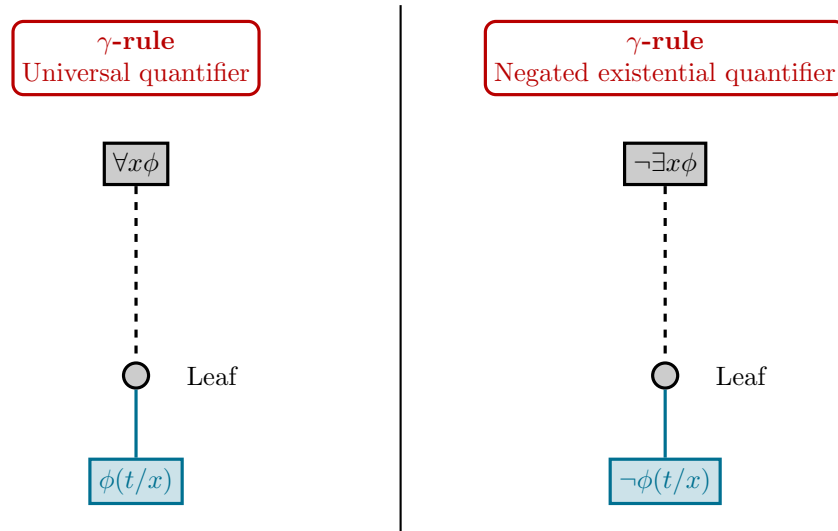 γ-rule
Universal quantifier
∀xϕ
Leaf
ϕ(t/x)
γ-rule
Negated existential quantifier
¬∃xϕ
Leaf
¬ϕ(t/x)